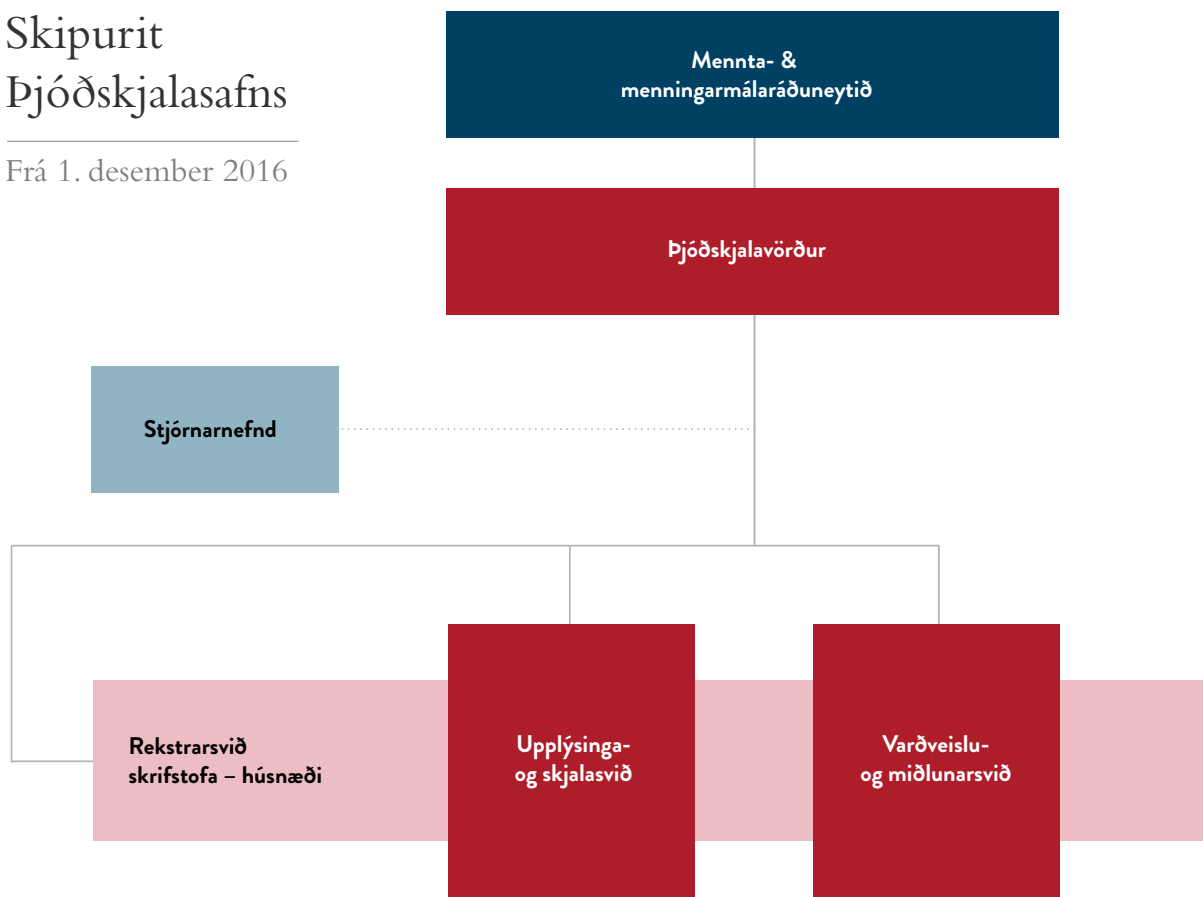 Skipurit
Þjóðskjalasafns
Frá 1. desember 2016
Mennta- &
menningarmálaráðuneytið
Þjóðskjalavörður
Stjórnarnefnd
Rekstrarsvið
skrifstofa – húsnæði
Upplýsinga-
og skjalasvið
Varðveislu-
og miðlunarsvið